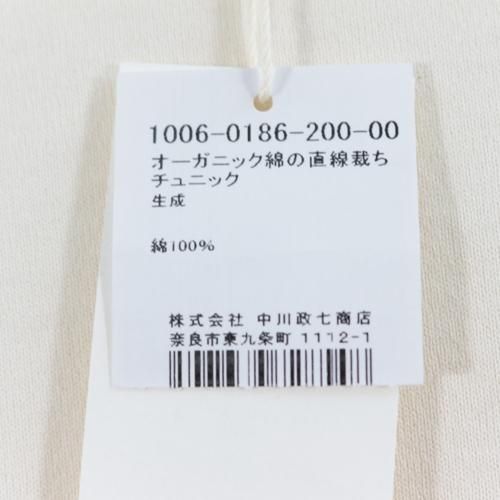 1006-0186-200-00
オーガニック綿の直線裁ち
チュニック
生成
綿100%
株式会社 中川政七商店
奈良市東九条町 1112-1